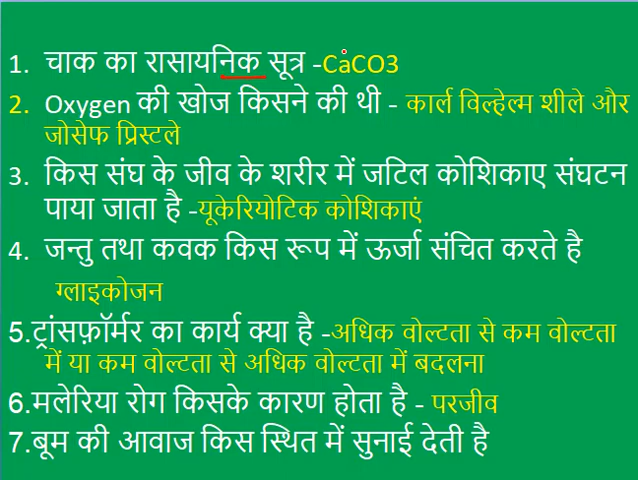 1. चाक का रासायनिक सूत्र -CaCO3
2. Oxygen की खोज किसने की थी - कार्ल विल्हेल्म शीले और
जोसेफ प्रिस्टले
3. किस संघ के जीव के शरीर में जटिल कोशिकाए संघटन
पाया जाता है -यूकेरियोटिक कोशिकाएं
4. जन्तु तथा कवक किस रूप में ऊर्जा संचित करते है
ग्लाइकोजन
5.ट्रांसफ़ॉर्मर का कार्य क्या है -अधिक वोल्टता से कम वोल्टता
में या कम वोल्टता से अधिक वोल्टता में बदलना
6.मलेरिया रोग किसके कारण होता है - परजीव
7.बूम की आवाज किस स्थित में सुनाई देती है